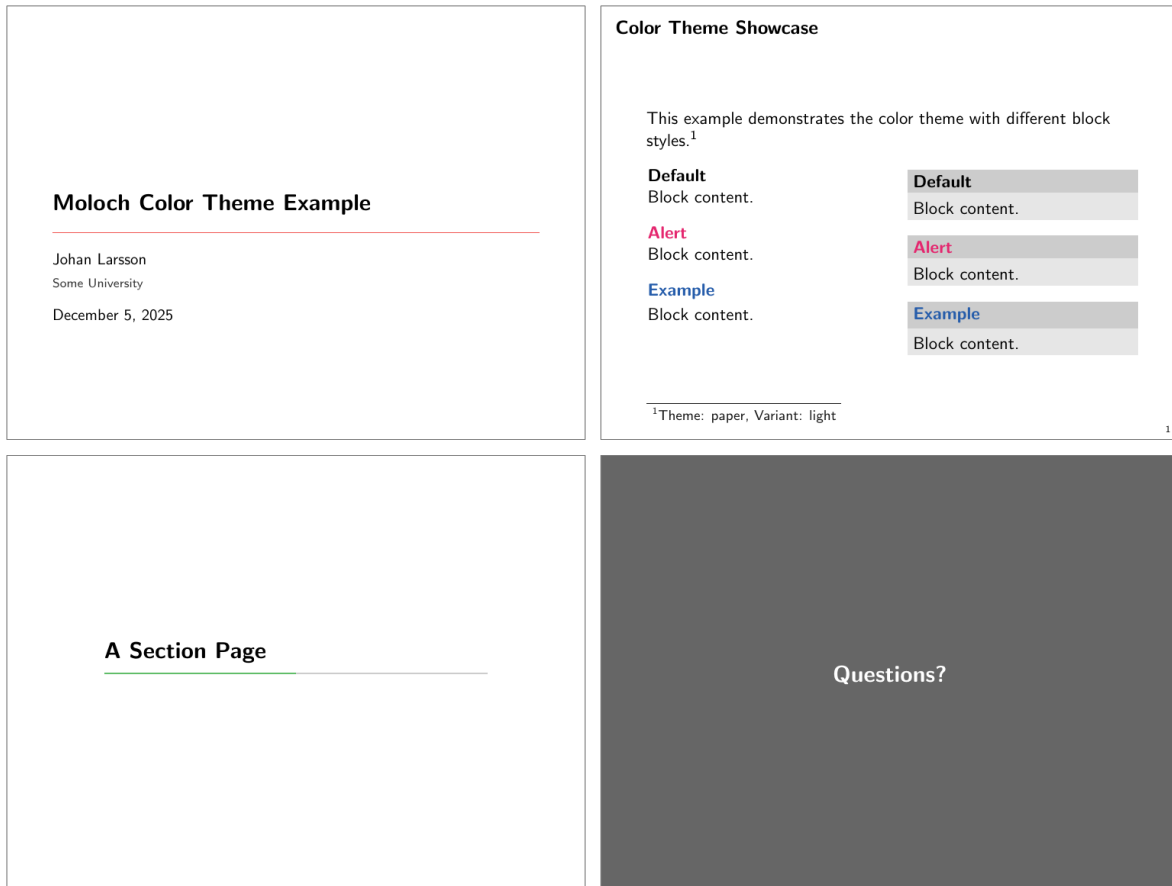 Moloch Color Theme Example
Johan Larsson
Some University
December 5, 2025
Color Theme Showcase
This example demonstrates the color theme with different block
styles.¹
Default
Block content.
Alert
Block content.
Example
Block content.
Default
Block content.
Alert
Block content.
Example
Block content.
¹Theme: paper, Variant: light
1
A Section Page
Questions?